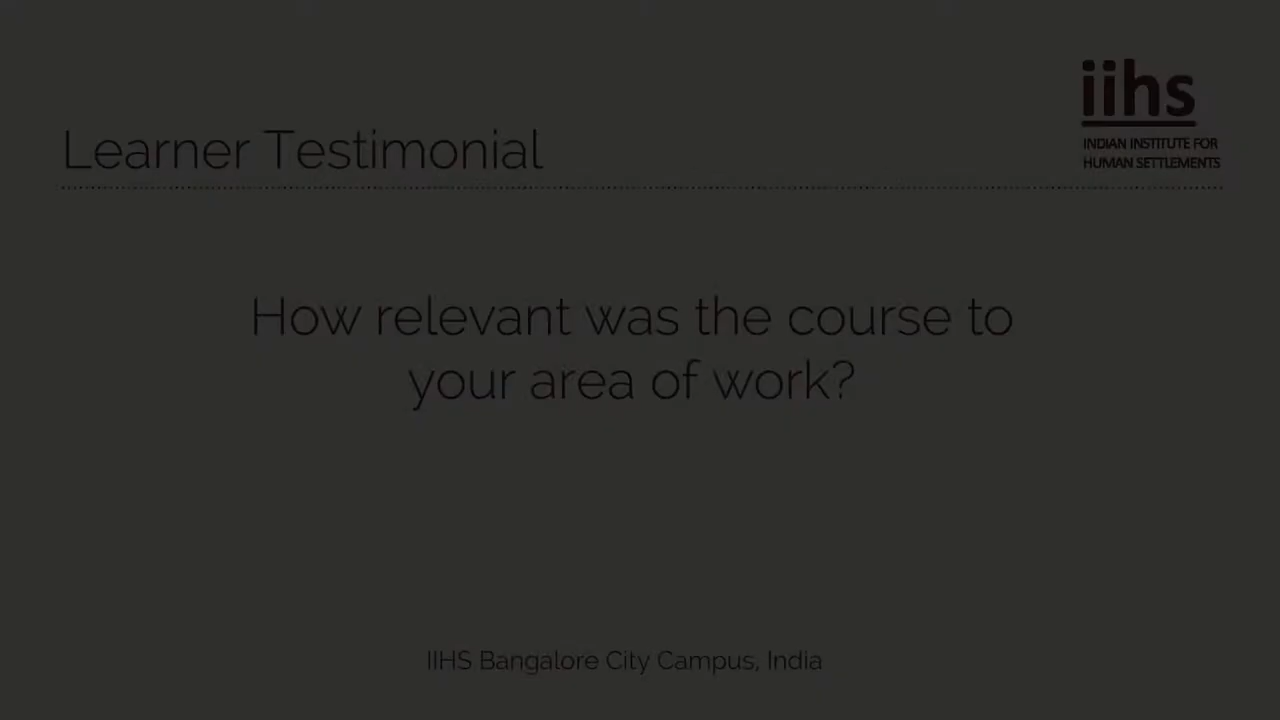 iihs
INDIAN INSTITUTE FOR
HUMAN SETTLEMENTS
Learner Testimonial
How relevant was the course to
your area of work?
IIHS Bangalore City Campus, India